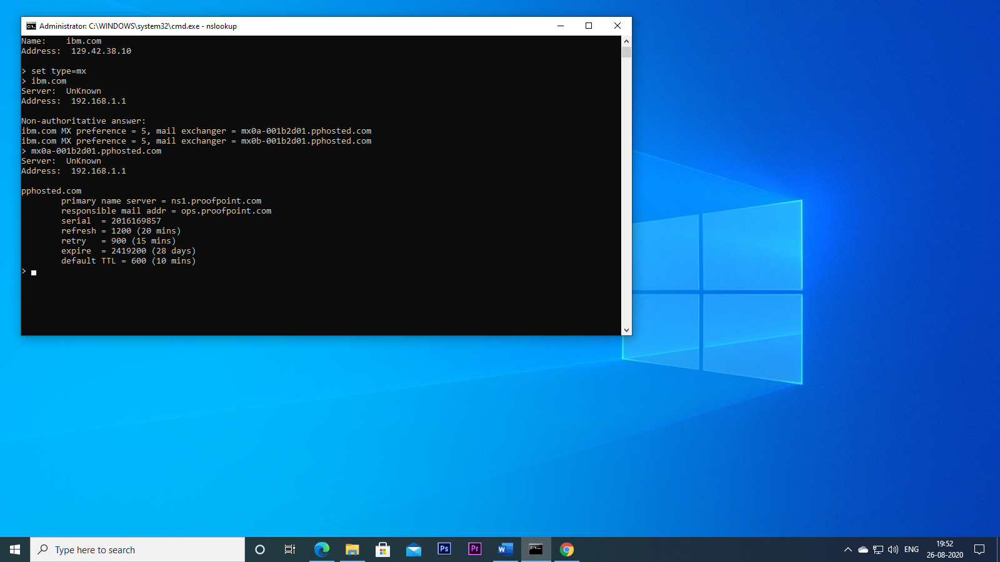 Administrator: C:\WINDOWS\system32\cmd.exe - nslookup
Name:    ibm.com
Address:  129.42.38.10
> set type=mx
> ibm.com
Server:  UnKnown
Address:  192.168.1.1
Non-authoritative answer:
ibm.com MX preference = 5, mail exchanger = mx0a-001b2d01.pphosted.com
ibm.com MX preference = 5, mail exchanger = mx0b-001b2d01.pphosted.com
> mx0a-001b2d01.pphosted.com
Server:  UnKnown
Address:  192.168.1.1
pphosted.com
        primary name server = ns1.proofpoint.com
        responsible mail addr = ops.proofpoint.com
        serial  = 2016169857
        refresh = 1200 (20 mins)
        retry   = 900 (15 mins)
        expire  = 2419200 (28 days)
        default TTL = 600 (10 mins)
>
Type here to search
Ps
Pr
W
ENG
19:52
26-08-2020